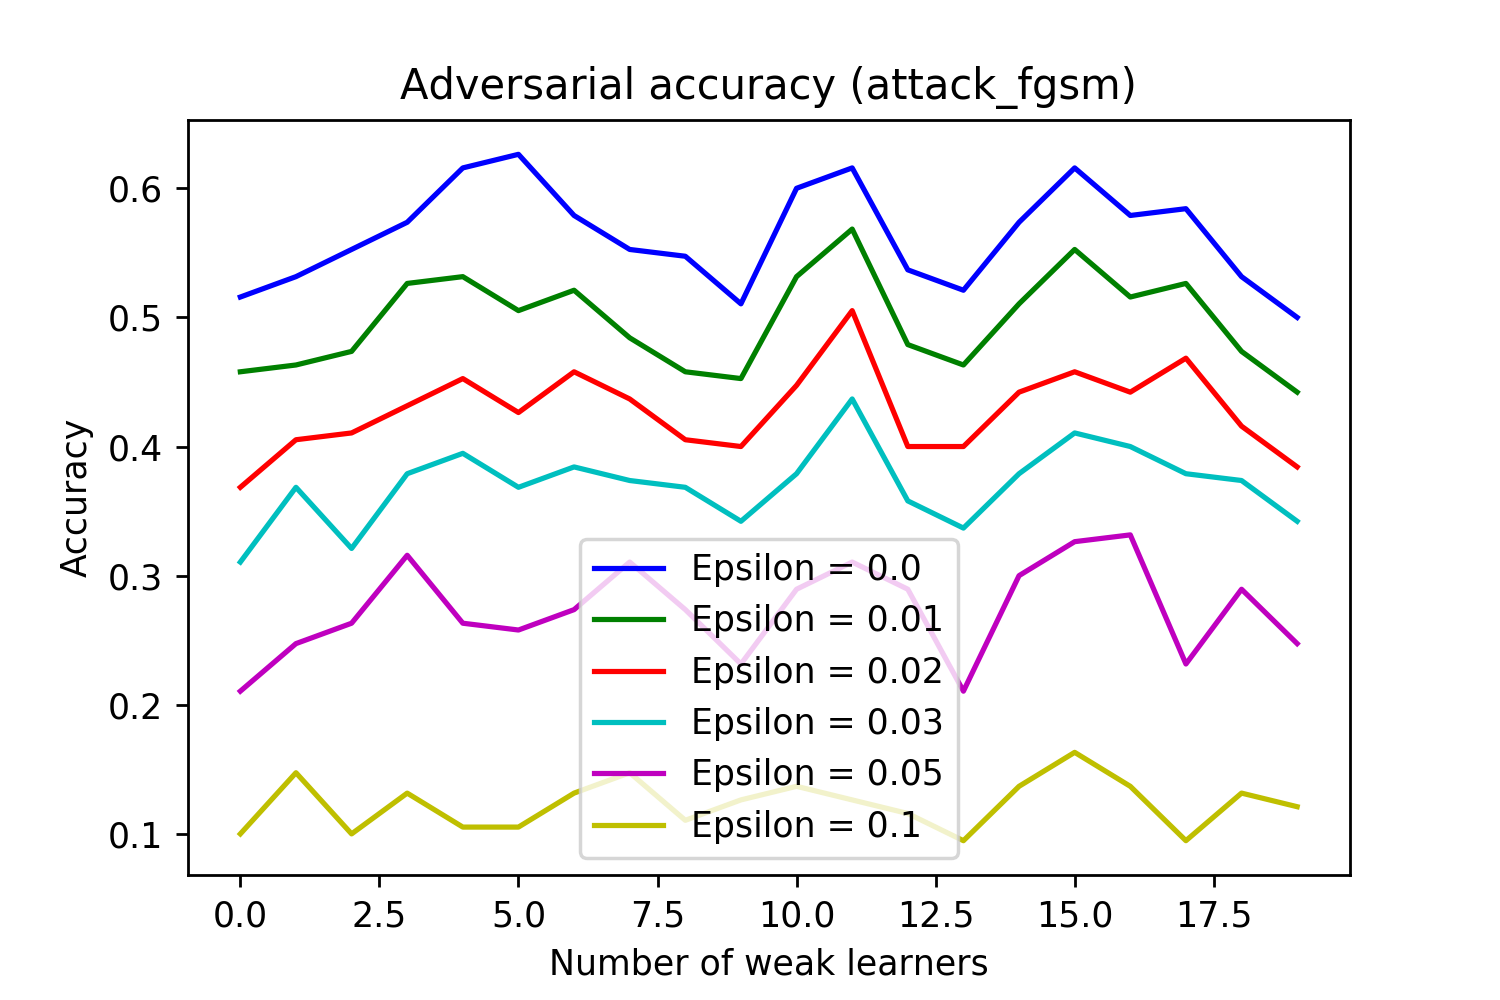 Adversarial accuracy (attack_fgsm)
0.6
0.5
0.4
0.3
0.2
0.1
Accuracy
Epsilon = 0.0
Epsilon = 0.01
Epsilon = 0.02
Epsilon = 0.03
Epsilon = 0.05
Epsilon = 0.1
0.0 2.5 5.0 7.5 10.0 12.5 15.0 17.5
Number of weak learners